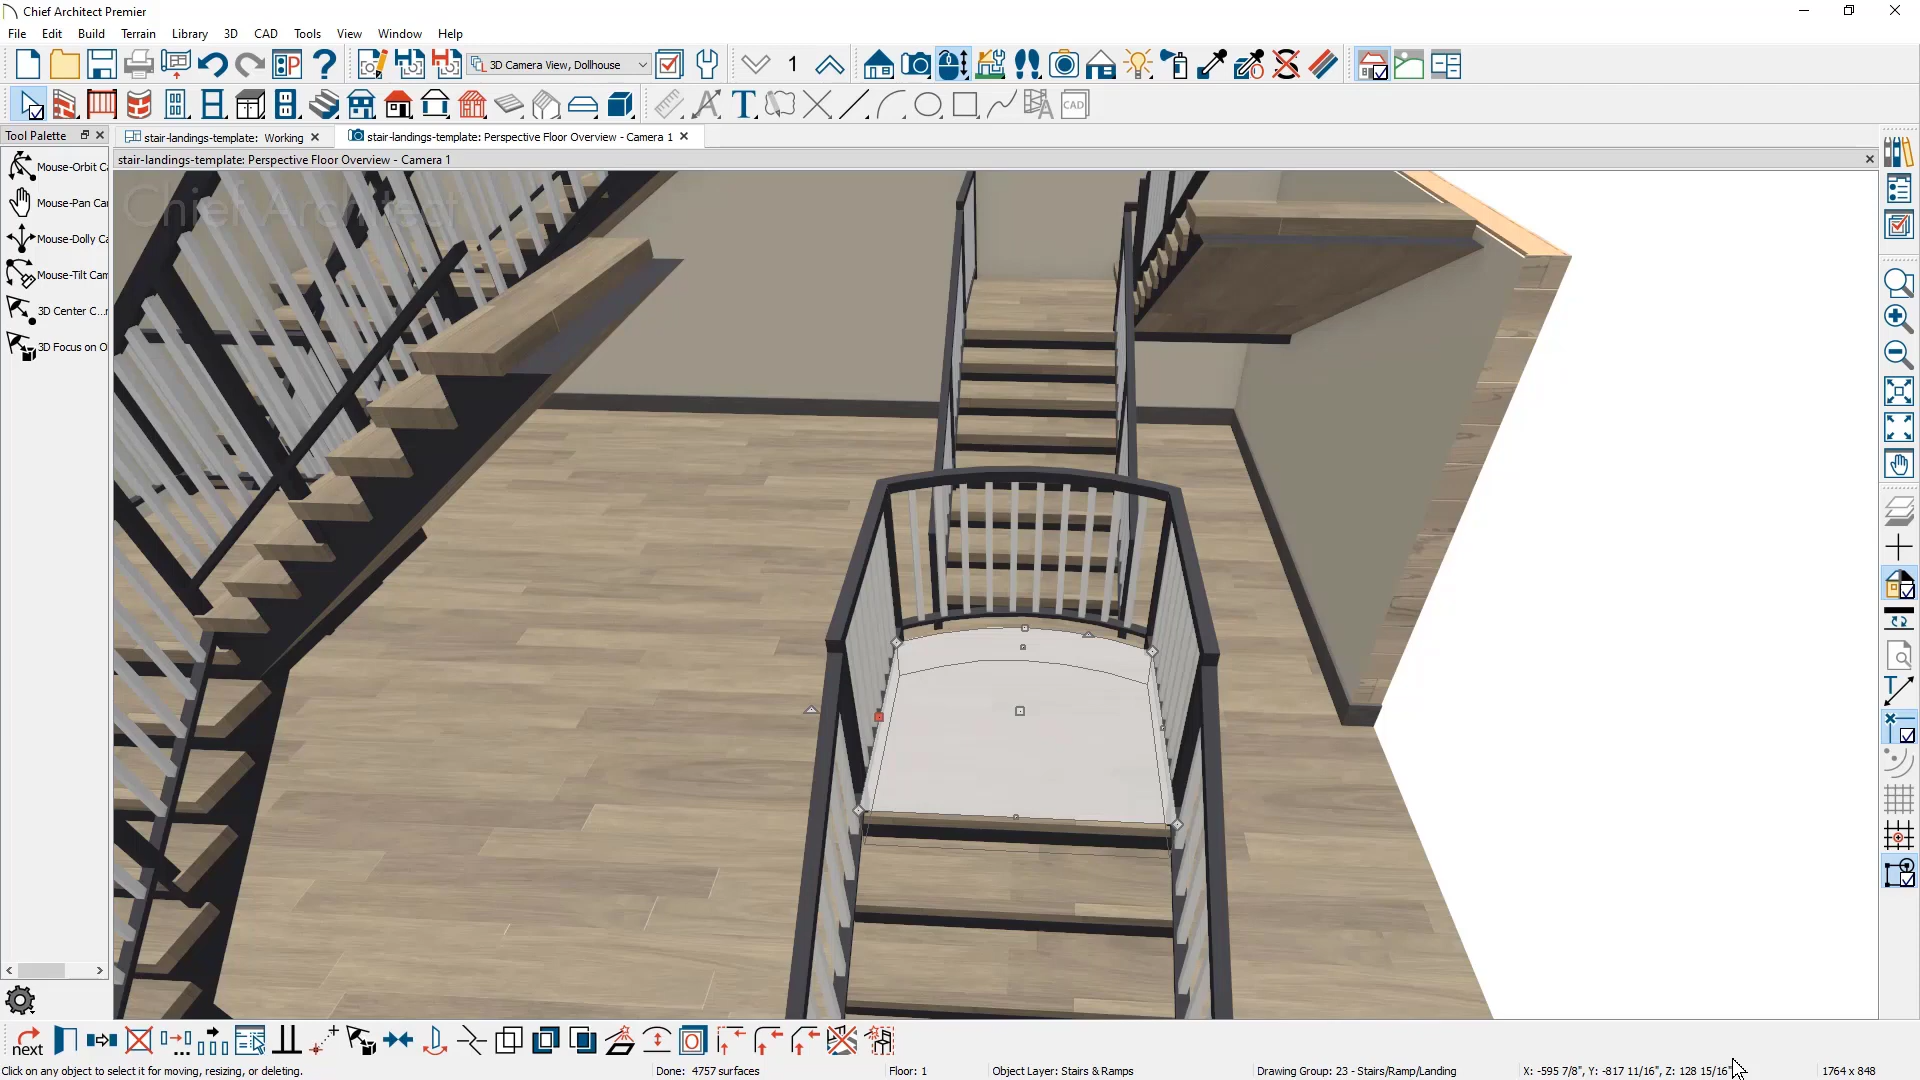 Chief Architect Premier
File Edit Build Terrain Library 3D CAD Tools View Window Help
3D Camera View, Dollhouse
1
CAD
Tool Palette
stair-landings-template: Working
stair-landings-template: Perspective Floor Overview - Camera 1
stair-landings-template: Perspective Floor Overview - Camera 1
Mouse-Orbit Ca
Mouse-Pan Car
Mouse-Dolly Ca
Mouse-Tilt Cam
3D Center C...r
3D Focus on O
Chief Architect
next
Click on any object to select it for moving, resizing, or deleting.
Done: 4757 surfaces
Floor: 1
Object Layer: Stairs & Ramps
Drawing Group: 23 - Stairs/Ramp/Landing
X: -595 7/8", Y: -817 11/16", Z: 128 15/16"
1764 x 848